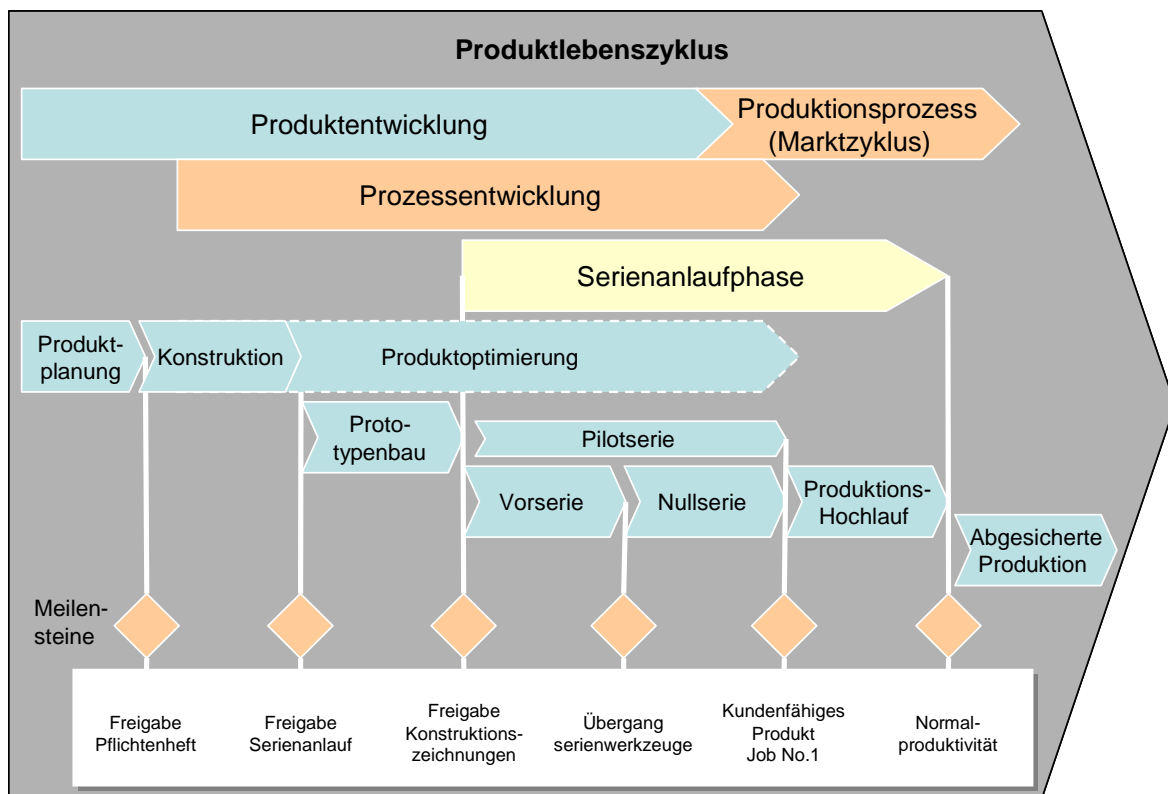 Produktlebenszyklus
Produktentwicklung
Produktionsprozess
(Marktzyklus)
Prozessentwicklung
Serienanlaufphase
Produkt-
planung
Konstruktion
Produktoptimierung
Proto-
typenbau
Pilotserie
Vorserie
Nullserie
Produktions-
Hochlauf
Abgesicherte
Produktion
Meilen-
steine
Freigabe
Pflichtenheft
Freigabe
Serienanlauf
Freigabe
Konstruktions-
zeichnungen
Übergang
serienwerkzeuge
Kundenfähiges
Produkt
Job No.1
Normal-
produktivität